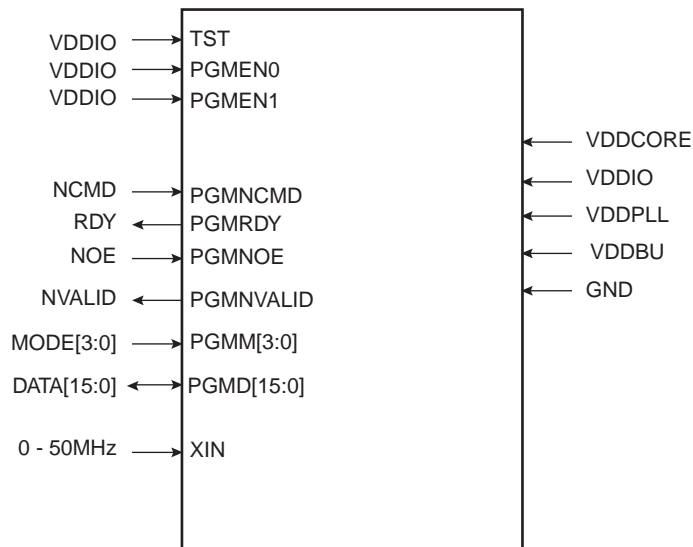 VDDIO TST
VDDIO PGMEN0
VDDIO PGMEN1
VDDCORE
VDDIO
NCMD PGMNCMD
VDDPLL
RDY PGMRDY
VDDBU
NOE PGMNOE
GND
NVALID PGMNVALID
MODE[3:0] PGMM[3:0]
DATA[15:0] PGMD[15:0]
0 - 50MHz XIN